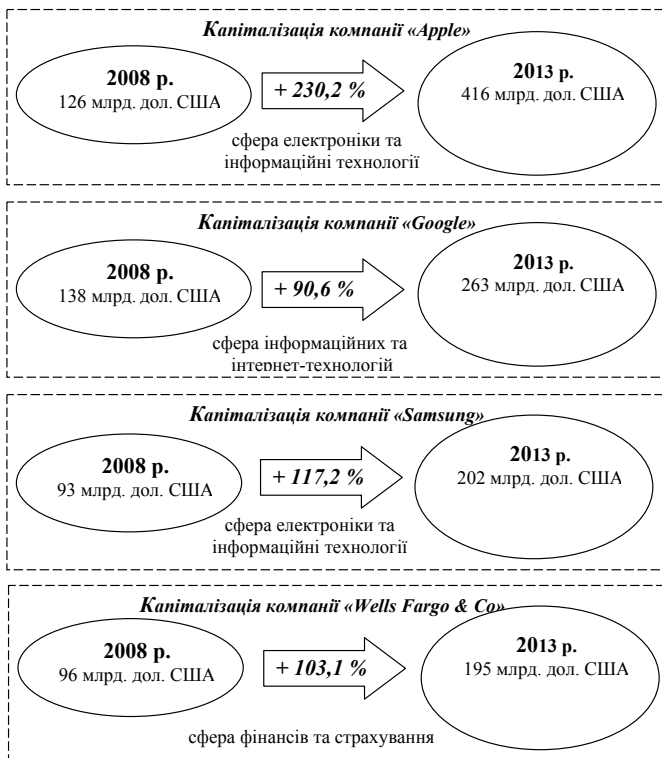 Капіталізація компанії «Apple»
2008 р.
126 млрд. дол. США
+ 230,2 %
2013 р.
416 млрд. дол. США
сфера електроніки та
інформаційні технології
Капіталізація компанії «Google»
2008 р.
138 млрд. дол. США
+ 90,6 %
2013 р.
263 млрд. дол. США
сфера інформаційних та
інтернет-технологій
Капіталізація компанії «Samsung»
2008 р.
93 млрд. дол. США
+ 117,2 %
2013 р.
202 млрд. дол. США
сфера електроніки та
інформаційні технології
Капіталізація компанії «Wells Fargo & Co»
2008 р.
96 млрд. дол. США
+ 103,1 %
2013 р.
195 млрд. дол. США
сфера фінансів та страхування